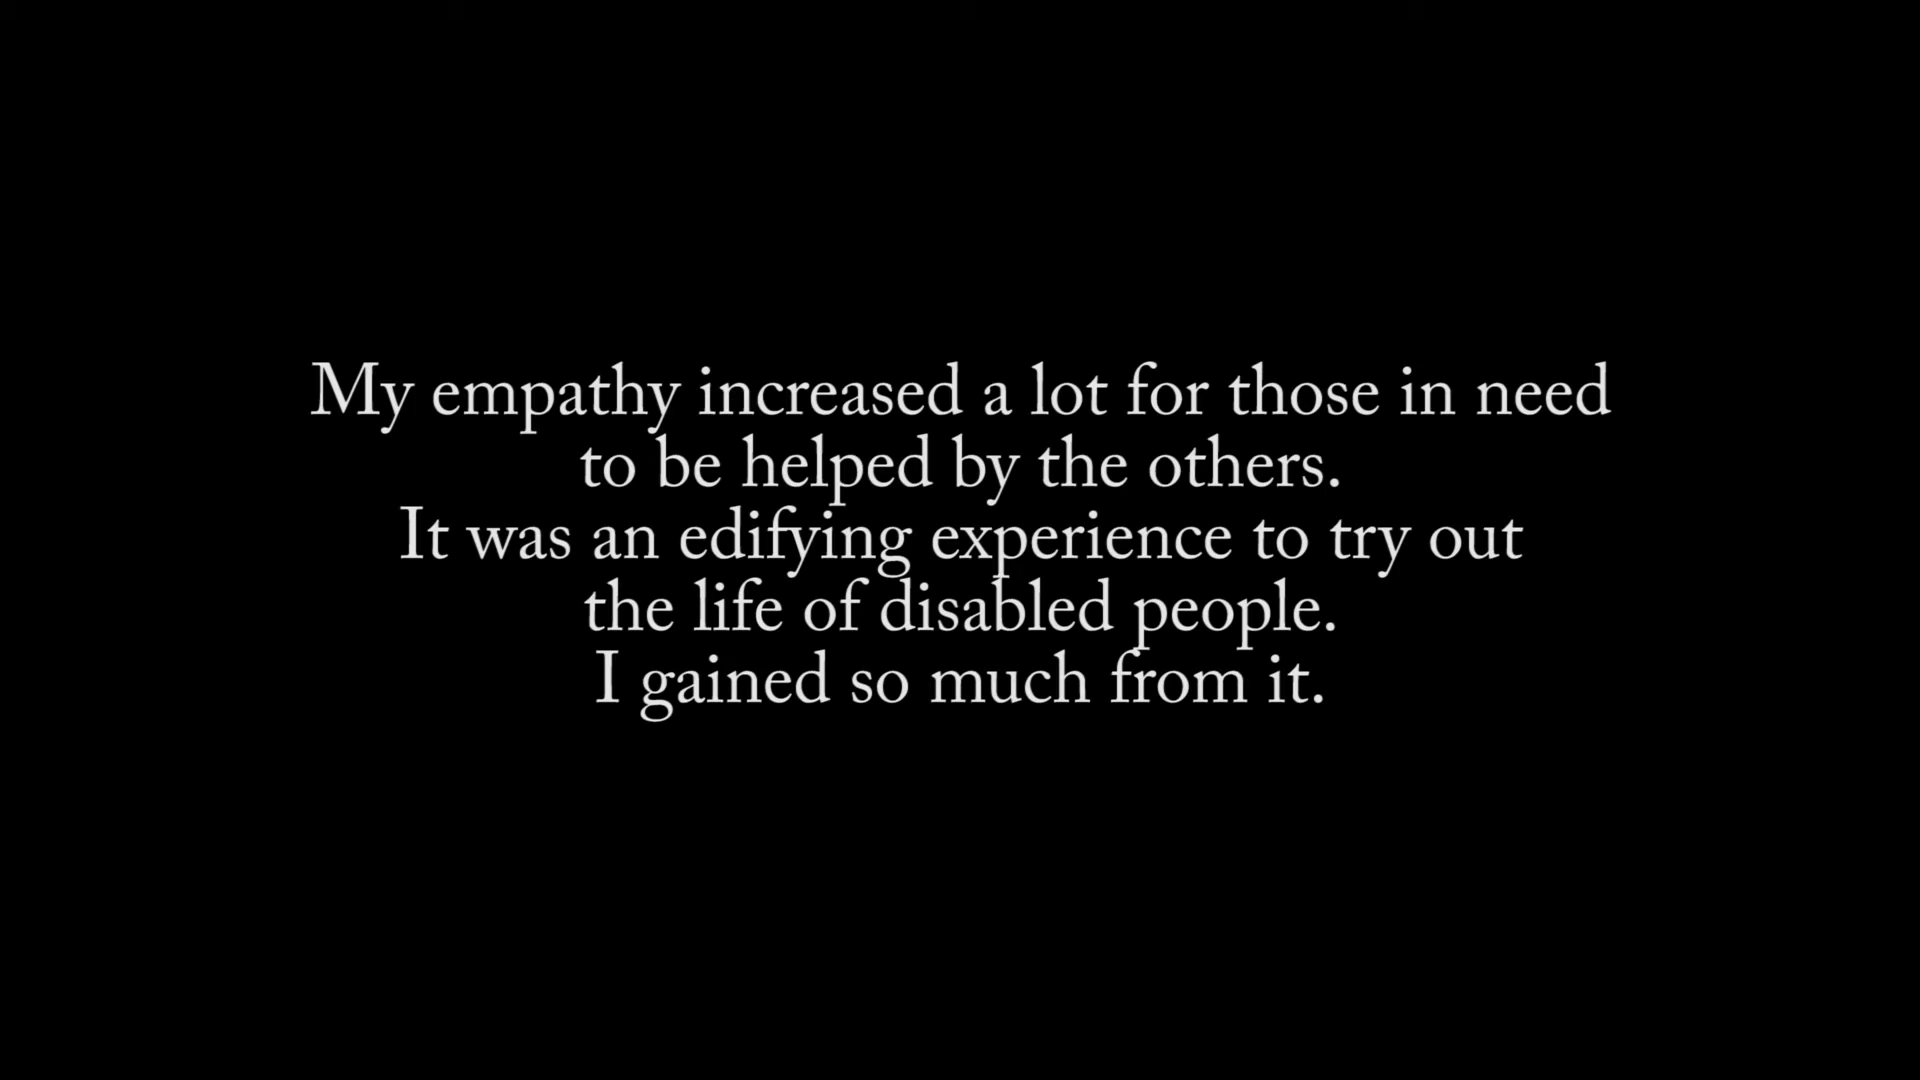 My empathy increased a lot for those in need
to be helped by the others.
It was an edifying experience to try out
the life of disabled people.
I gained so much from it.